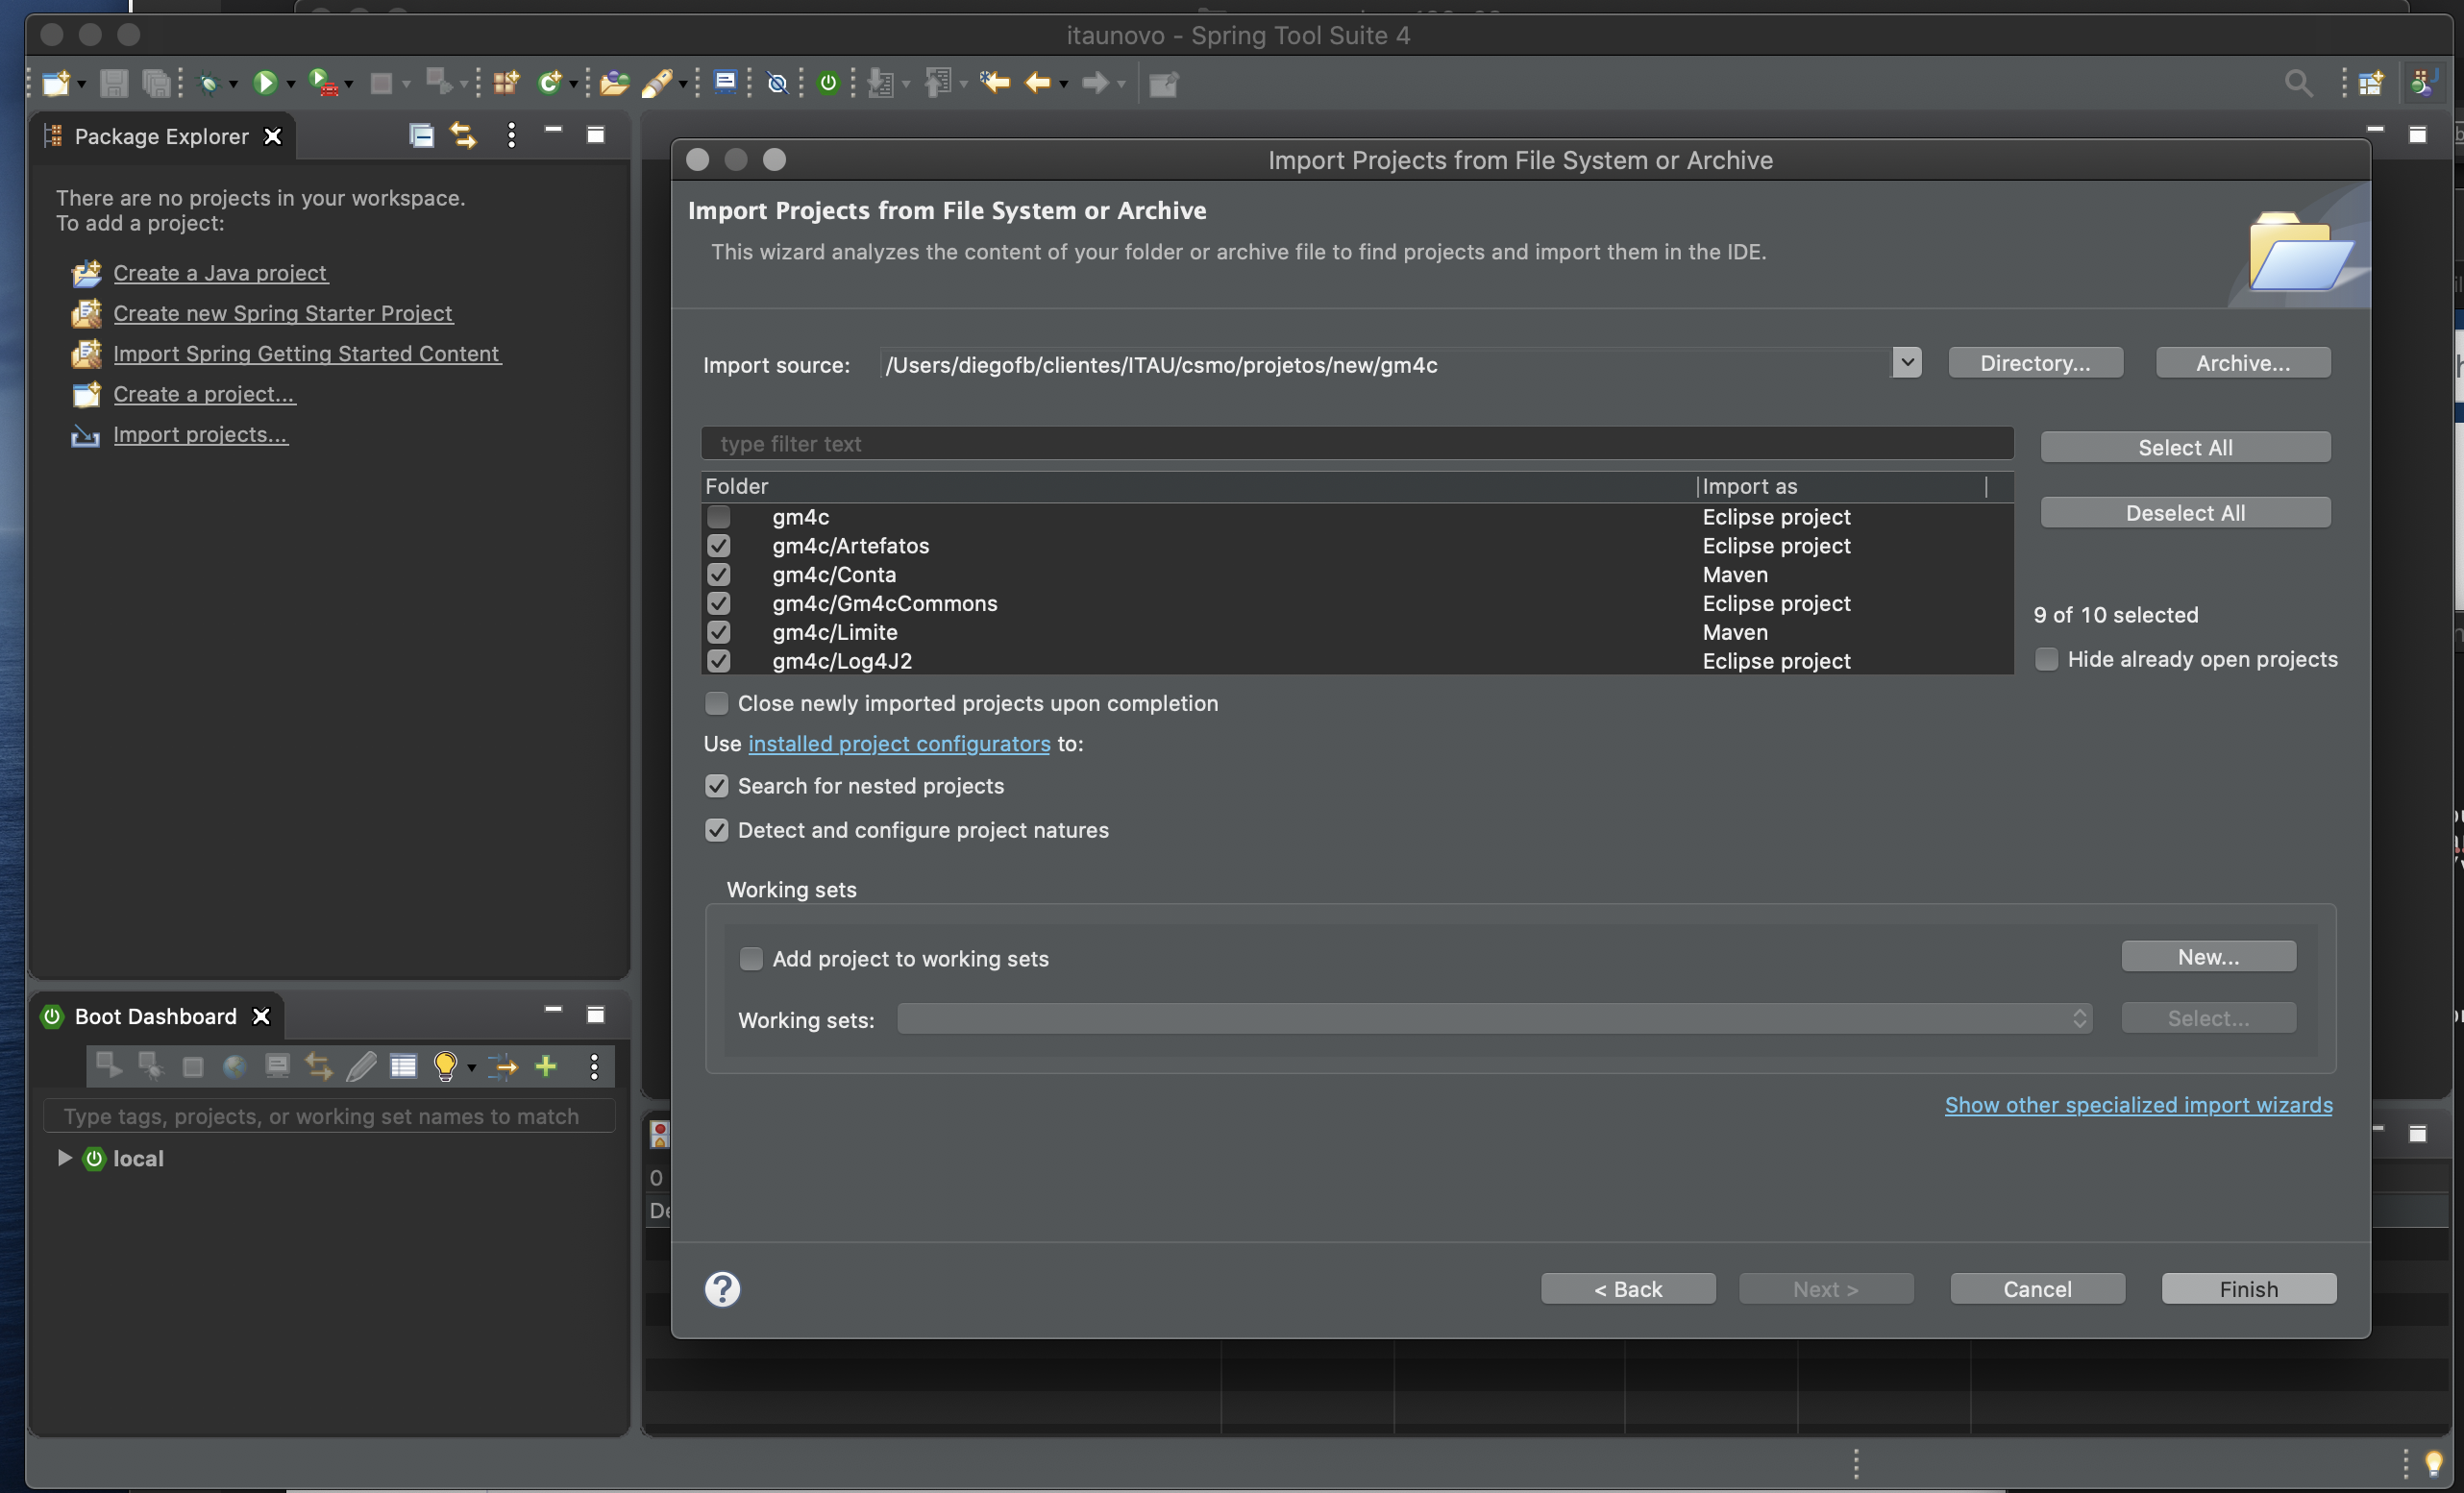 itaunovo - Spring Tool Suite 4
Package Explorer
There are no projects in your workspace.
To add a project:
Create a Java project
Create new Spring Starter Project
Import Spring Getting Started Content
Create a project...
Import projects...
Boot Dashboard
Type tags, projects, or working set names to match
local
Import Projects from File System or Archive
Import Projects from File System or Archive
This wizard analyzes the content of your folder or archive file to find projects and import them in the IDE.
Import source: /Users/diegofb/clientes/ITAU/csmo/projetos/new/gm4c Directory... Archive...
type filter text
Select All
Folder Import as
gm4c Eclipse project
Deselect All
gm4c/Artefatos Eclipse project
gm4c/Conta Maven
gm4c/Gm4cCommons Eclipse project
9 of 10 selected
gm4c/Limite Maven
gm4c/Log4J2 Eclipse project
Hide already open projects
Close newly imported projects upon completion
Use installed project configurators to:
Search for nested projects
Detect and configure project natures
Working sets
Add project to working sets New...
Working sets: Select...
Show other specialized import wizards
0
De
? < Back Next > Cancel Finish